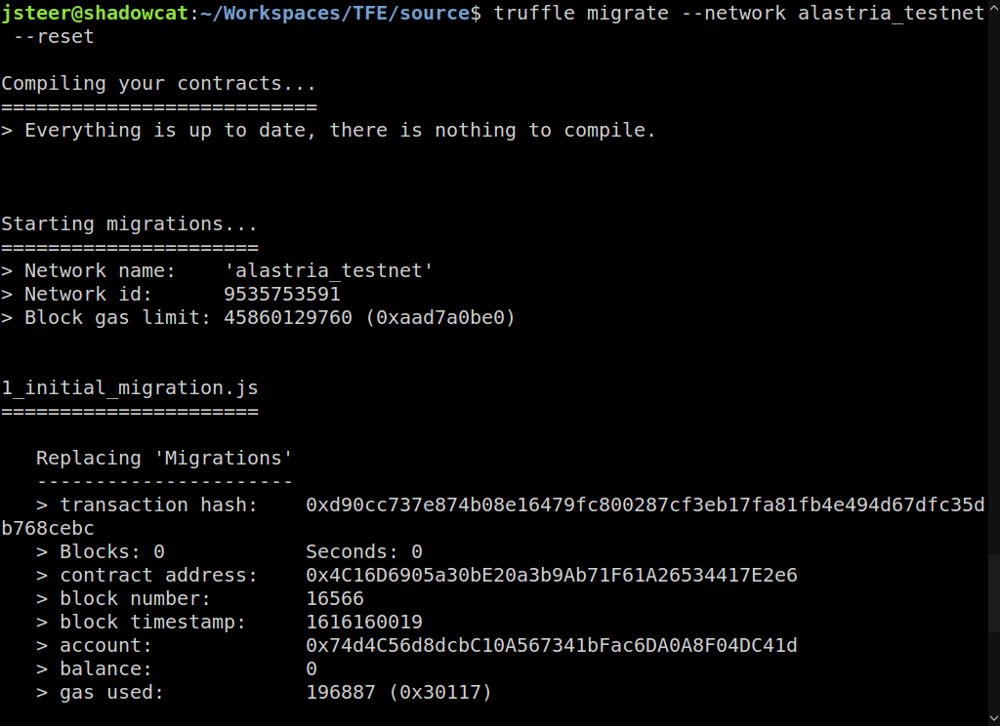 jsteer@shadowcat:~/Workspaces/TFE/source$ truffle migrate --network alastria_testnet
 --reset
Compiling your contracts...
===========================
> Everything is up to date, there is nothing to compile.
Starting migrations...
======================
> Network name:    'alastria_testnet'
> Network id:      9535753591
> Block gas limit: 45860129760 (0xaad7a0be0)
1_initial_migration.js
======================
   Replacing 'Migrations'
   ----------------------
   > transaction hash:    0xd90cc737e874b08e16479fc800287cf3eb17fa81fb4e494d67dfc35d
b768cebc
   > Blocks: 0            Seconds: 0
   > contract address:    0x4C16D6905a30bE20a3b9Ab71F61A26534417E2e6
   > block number:        16566
   > block timestamp:     1616160019
   > account:             0x74d4C56d8dcbC10A567341bFac6DA0A8F04DC41d
   > balance:             0
   > gas used:            196887 (0x30117)